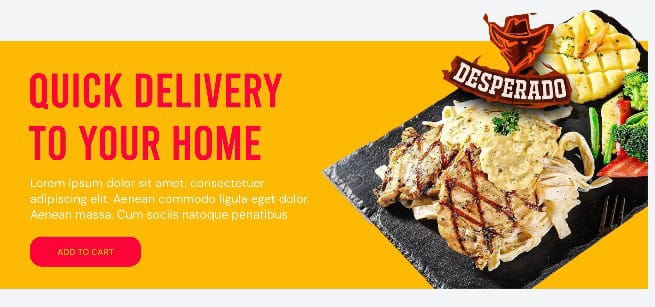 DESPERADO
QUICK DELIVERY
TO YOUR HOME
Lorem ipsum dolor sit amet, consectetuer
adipiscing elit. Aenean commodo ligula eget dolor.
Aenean massa. Cum sociis natoque penatibus
ADD TO CART